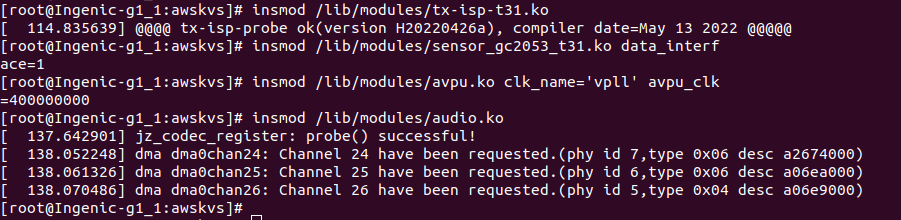 [root@Ingenic-g1_1:awskvs]# insmod /lib/modules/tx-isp-t31.ko
[  114.835639] @@@@ tx-isp-probe ok(version H20220426a), compiler date=May 13 2022 @@@@@
[root@Ingenic-g1_1:awskvs]# insmod /lib/modules/sensor_gc2053_t31.ko data_interf
ace=1
[root@Ingenic-g1_1:awskvs]# insmod /lib/modules/avpu.ko clk_name='vpll' avpu_clk
=400000000
[root@Ingenic-g1_1:awskvs]# insmod /lib/modules/audio.ko
[  137.642901] jz_codec_register: probe() successful!
[  138.052248] dma dma0chan24: Channel 24 have been requested.(phy id 7,type 0x06 desc a2674000)
[  138.061326] dma dma0chan25: Channel 25 have been requested.(phy id 6,type 0x06 desc a06ea000)
[  138.070486] dma dma0chan26: Channel 26 have been requested.(phy id 5,type 0x04 desc a06e9000)
[root@Ingenic-g1_1:awskvs]#